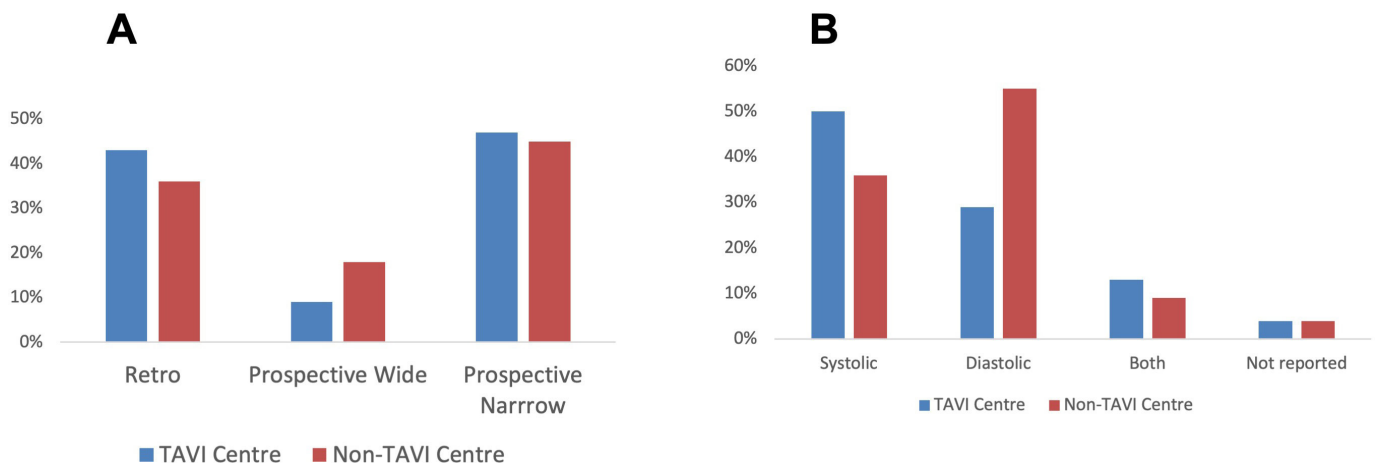 A
50%
40%
30%
20%
10%
0%
Retro
Prospective Wide
Prospective
Narrrow
TAVI Centre
Non-TAVI Centre
B
60%
50%
40%
30%
20%
10%
0%
Systolic
Diastolic
Both
Not reported
TAVI Centre
Non-TAVI Centre